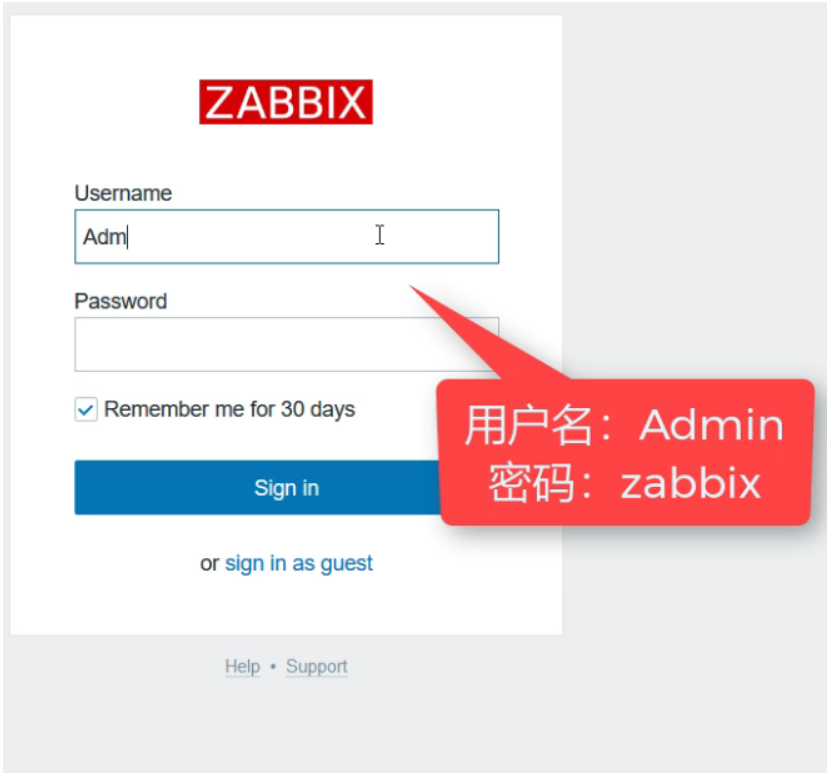 ZABBIX
Username
Adm
Password
Remember me for 30 days
用户名：Admin
密码：zabbix
Sign in
or sign in as guest
Help • Support